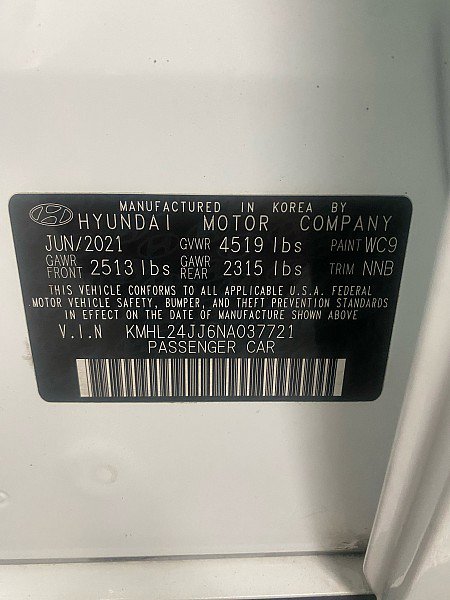 MANUFACTURED IN KOREA BY
HYUNDAI MOTOR COMPANY
JUN/2021 GVWR 4519 lbs PAINT WC9
GAWR FRONT 2513 lbs GAWR REAR 2315 lbs TRIM NNB
THIS VEHICLE CONFORMS TO ALL APPLICABLE U.S.A. FEDERAL
MOTOR VEHICLE SAFETY, BUMPER, AND THEFT PREVENTION STANDARDS
IN EFFECT ON THE DATE OF MANUFACTURE SHOWN ABOVE.
V.I.N KMHL24JJ6NA037721
PASSENGER CAR